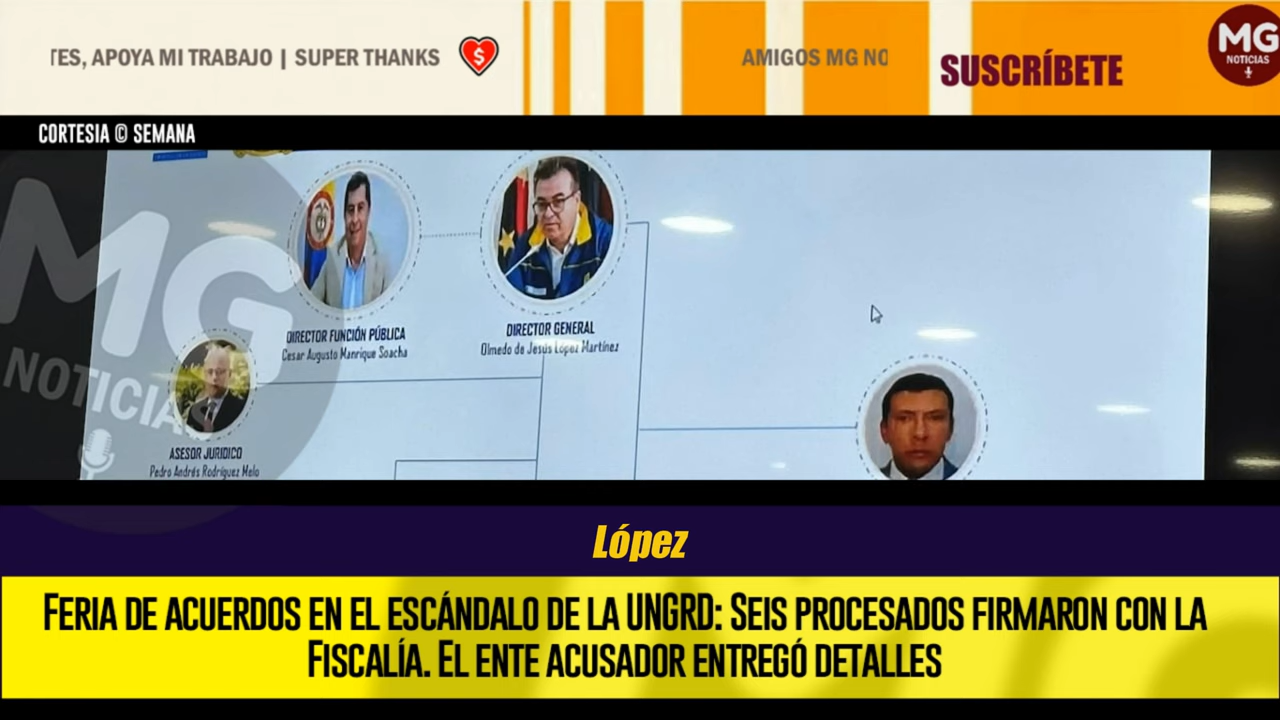 TES, APOYA MI TRABAJO | SUPER THANKS
AMIGOS MG NO
SUSCRÍBETE
MG
NOTICIAS
CORTESIA © SEMANA
MG
NOTICIAS
DIRECTOR FUNCIÓN PÚBLICA
Cesar Augusto Manrique Soacha
DIRECTOR GENERAL
Olmedo de Jesús López Martínez
ASESOR JURIDICO
Pedro Andrés Rodríguez Melo
López
FERIA DE ACUERDOS EN EL ESCÁNDALO DE LA UNGRD: SEIS PROCESADOS FIRMARON CON LA
FISCALÍA. EL ENTE ACUSADOR ENTREGÓ DETALLES